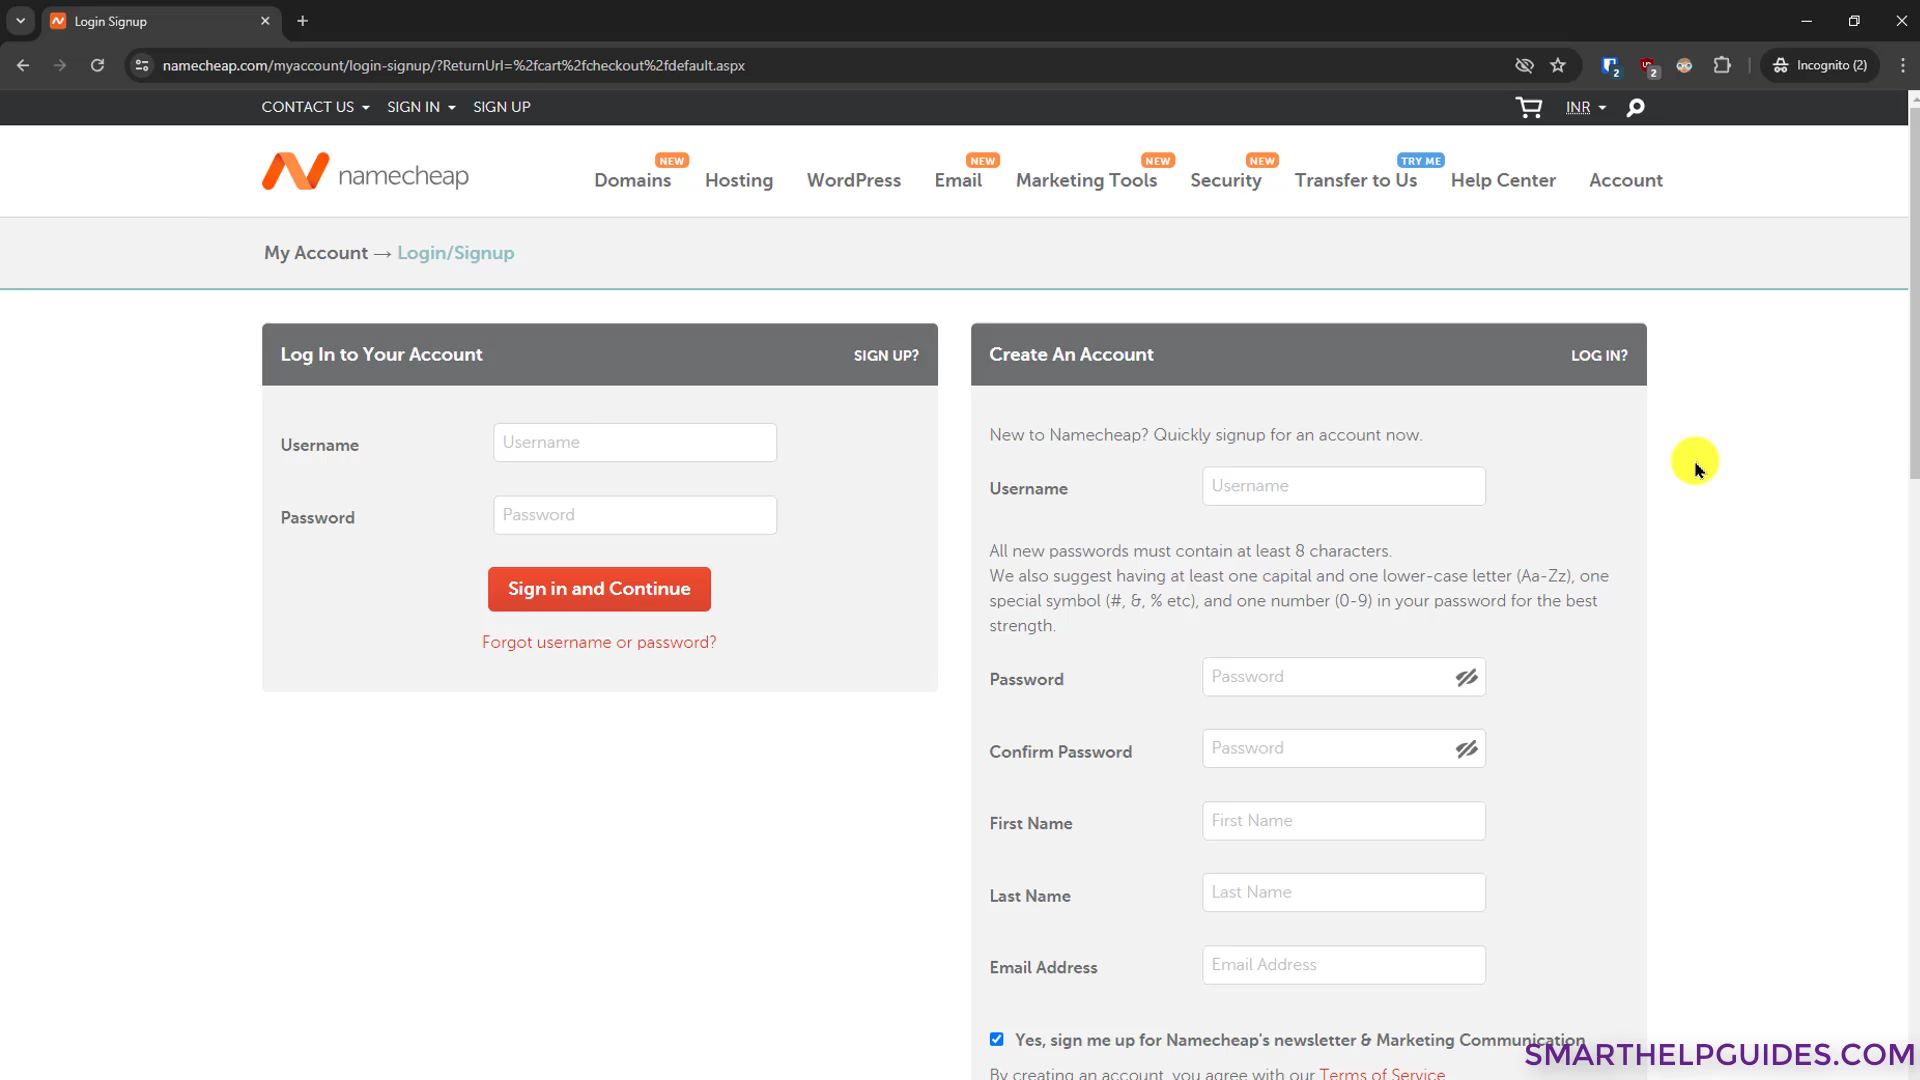 Login Signup
namecheap.com/myaccount/login-signup/?ReturnUrl=%2fcart%2fcheckout%2fdefault.aspx
2
2
Incognito (2)
CONTACT US
SIGN IN
SIGN UP
INR
namecheap
NEW
NEW
NEW
NEW
TRY ME
Domains
Hosting
WordPress
Email
Marketing Tools
Security
Transfer to Us
Help Center
Account
My Account → Login/Signup
Log In to Your Account
SIGN UP?
Username
Username
Password
Password
Sign in and Continue
Forgot username or password?
Create An Account
LOG IN?
New to Namecheap? Quickly signup for an account now.
Username
Username
All new passwords must contain at least 8 characters.
We also suggest having at least one capital and one lower-case letter (Aa-Zz), one
special symbol (#, &, % etc), and one number (0-9) in your password for the best
strength.
Password
Password
Confirm Password
Password
First Name
First Name
Last Name
Last Name
Email Address
Email Address
Yes, sign me up for Namecheap's newsletter & Marketing Communication
By creating an account, you agree with our Terms of Service
SMARTHELPGUIDES.COM